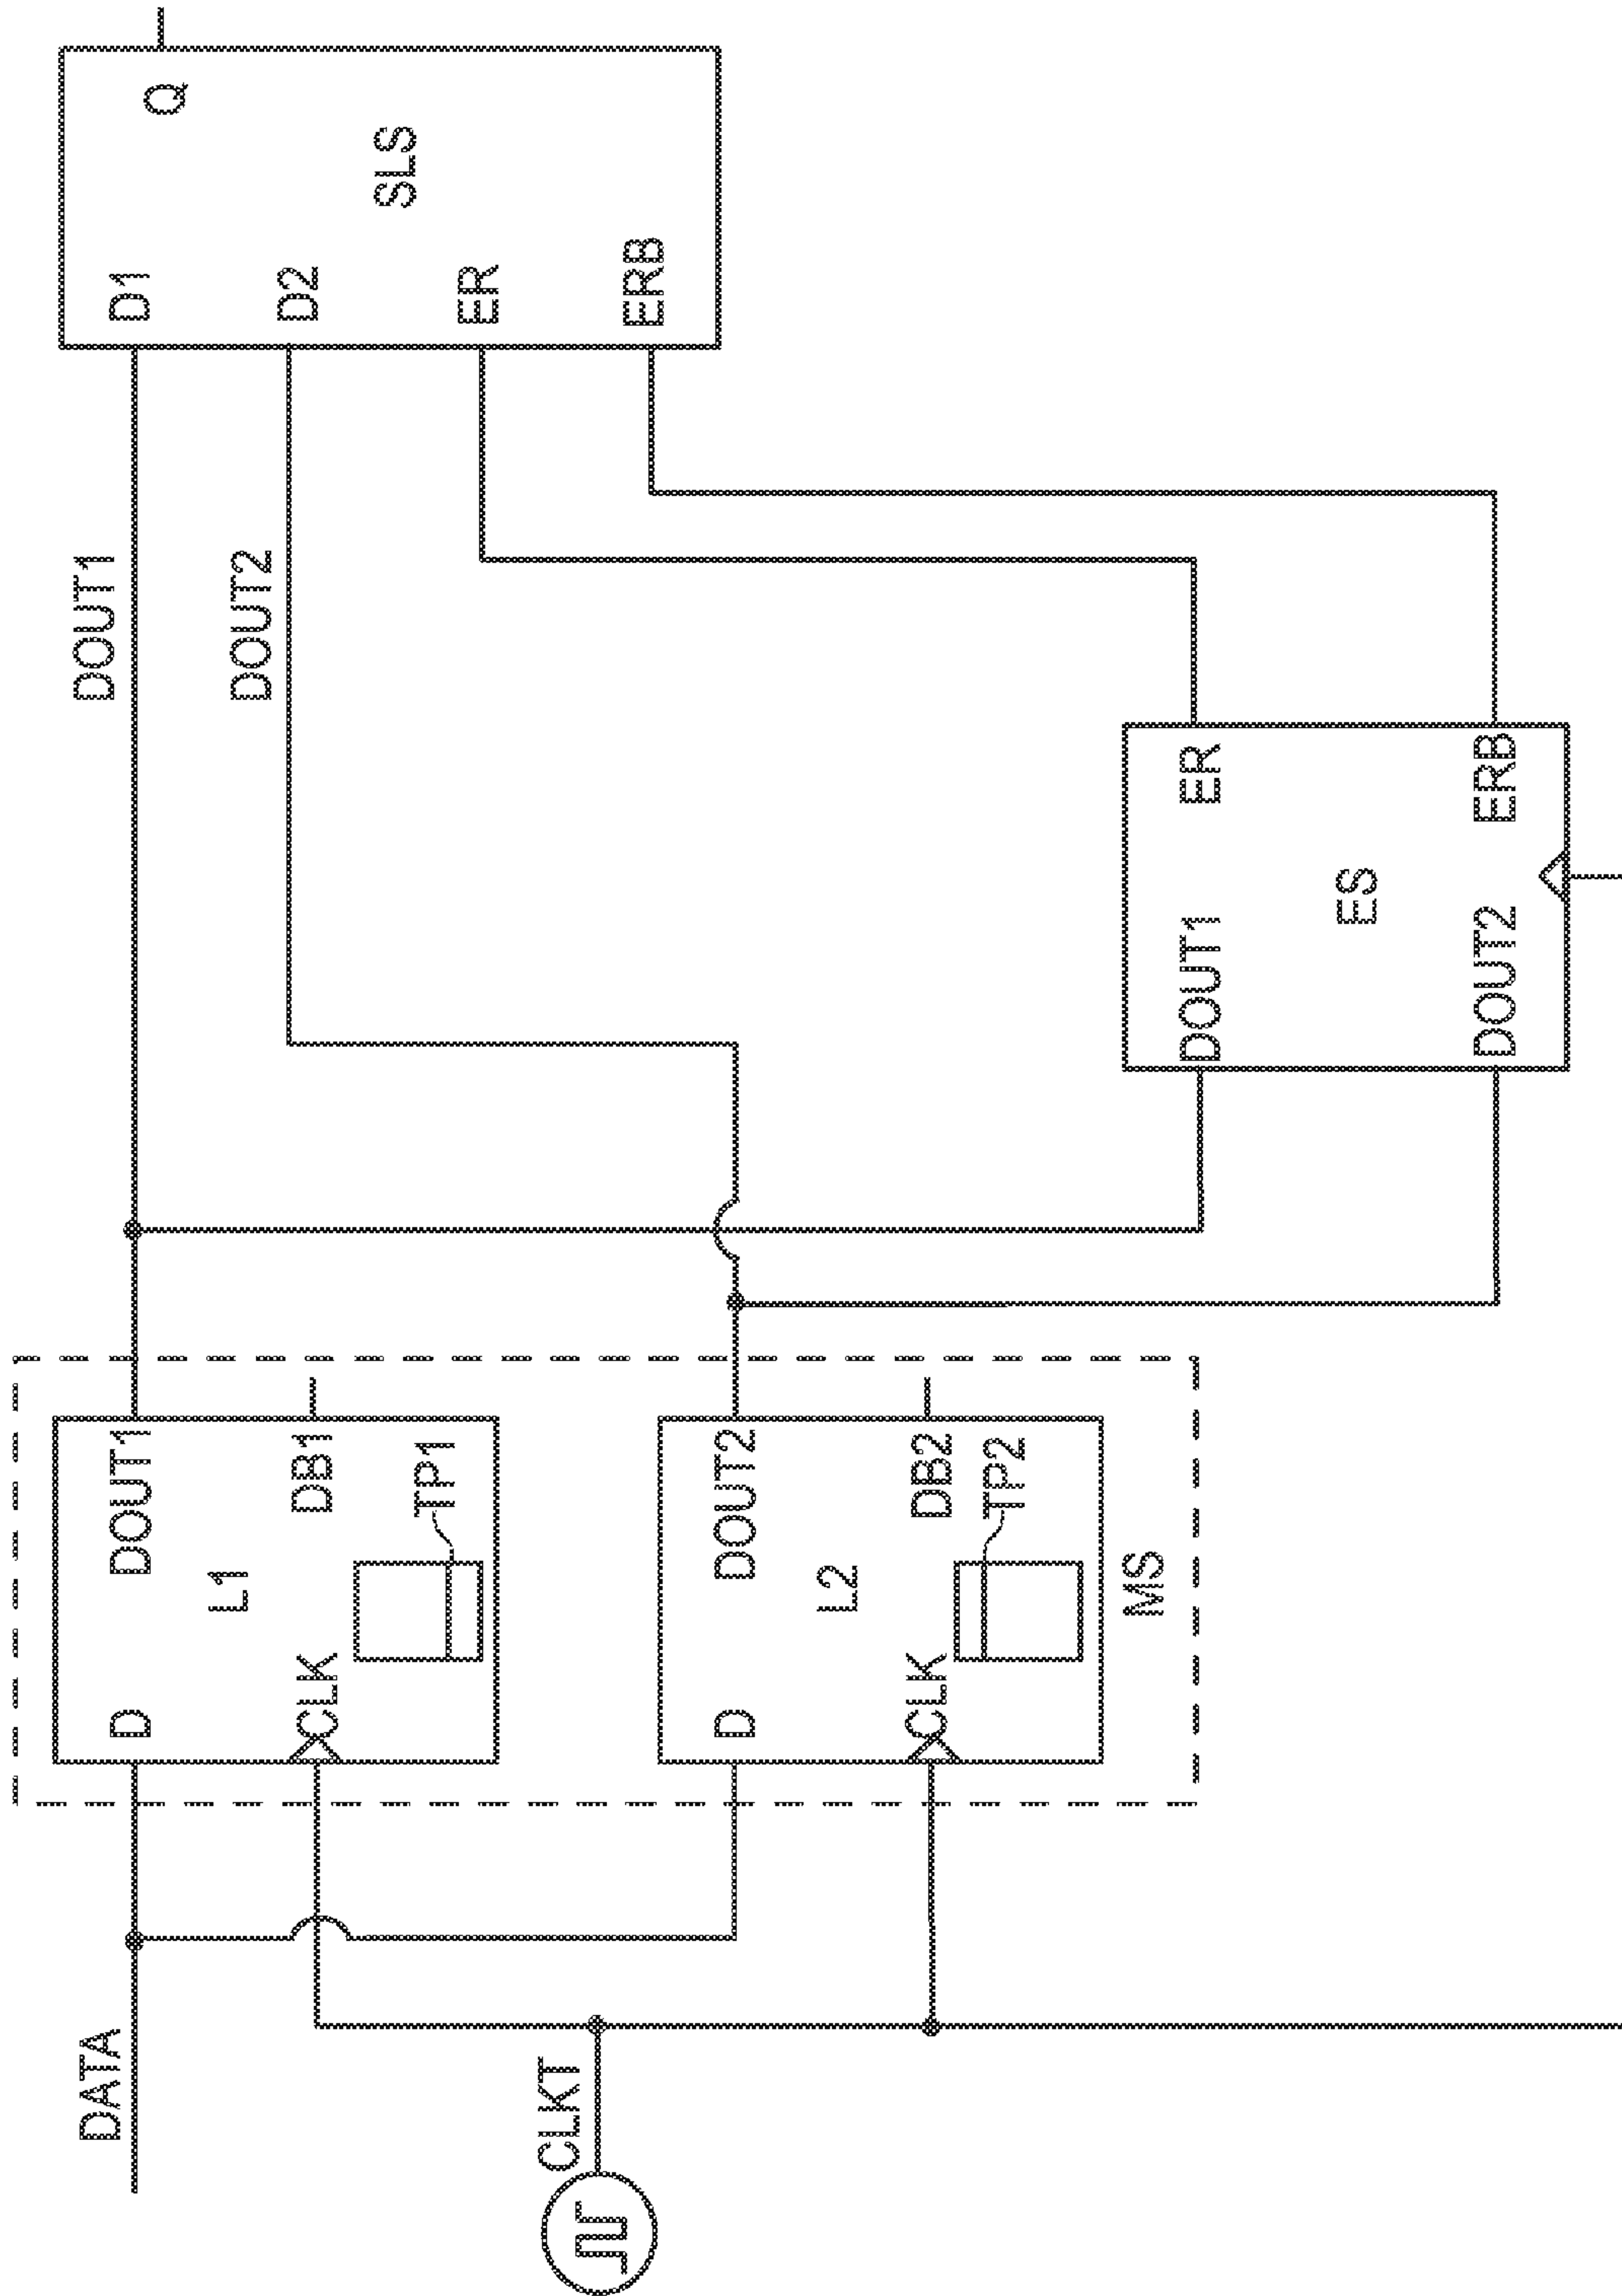 DATA
CLKT
D
DOUT1
L1
DB1
CLK
TP1
D
DOUT2
L2
DB2
CLK
TP2
MS
DOUT1
DOUT2
DOUT1
ER
ES
DOUT2
ERB
D1
Q
D2
SLS
ER
ERB